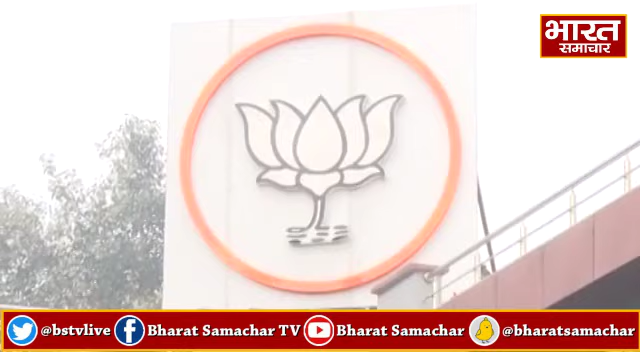 भारत
समाचार
@bstvlive Bharat Samachar TV Bharat Samachar @bharatsamachar